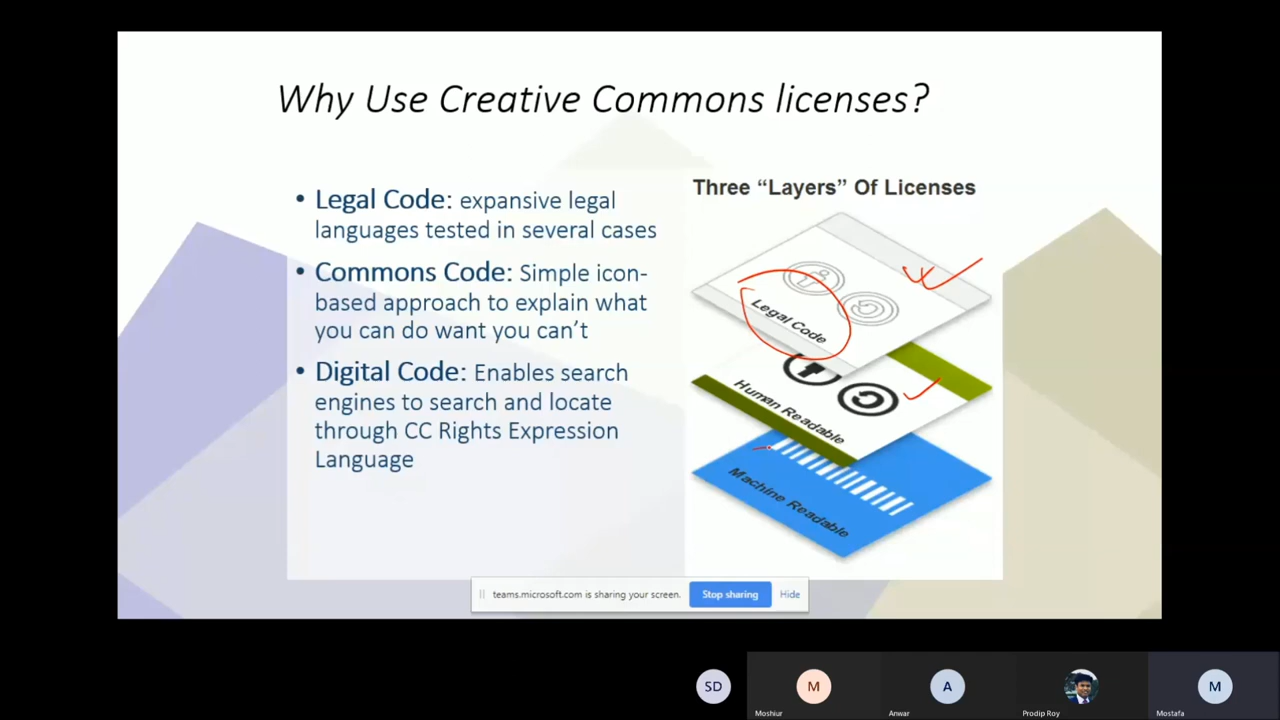 Why Use Creative Commons licenses?
• Legal Code: expansive legal
languages tested in several cases
• Commons Code: Simple icon-
based approach to explain what
you can do want you can't
• Digital Code: Enables search
engines to search and locate
through CC Rights Expression
Language
Three “Layers” Of Licenses
Legal Code
Human Readable
Machine Readable
teams.microsoft.com is sharing your screen.
Stop sharing
Hide
SD
M
A
M
Moshiur
Anwar
Prodip Roy
Mostafa